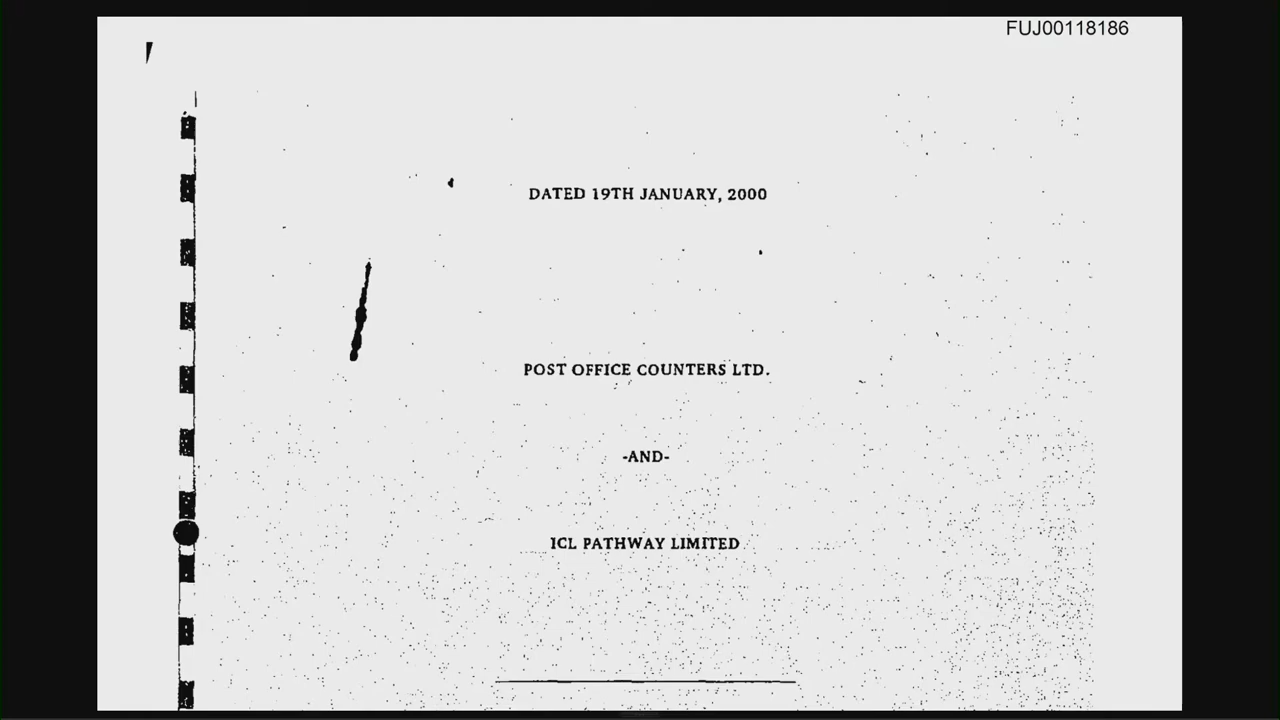 FUJ00118186
DATED 19TH JANUARY, 2000
POST OFFICE COUNTERS LTD.
-AND-
ICL PATHWAY LIMITED